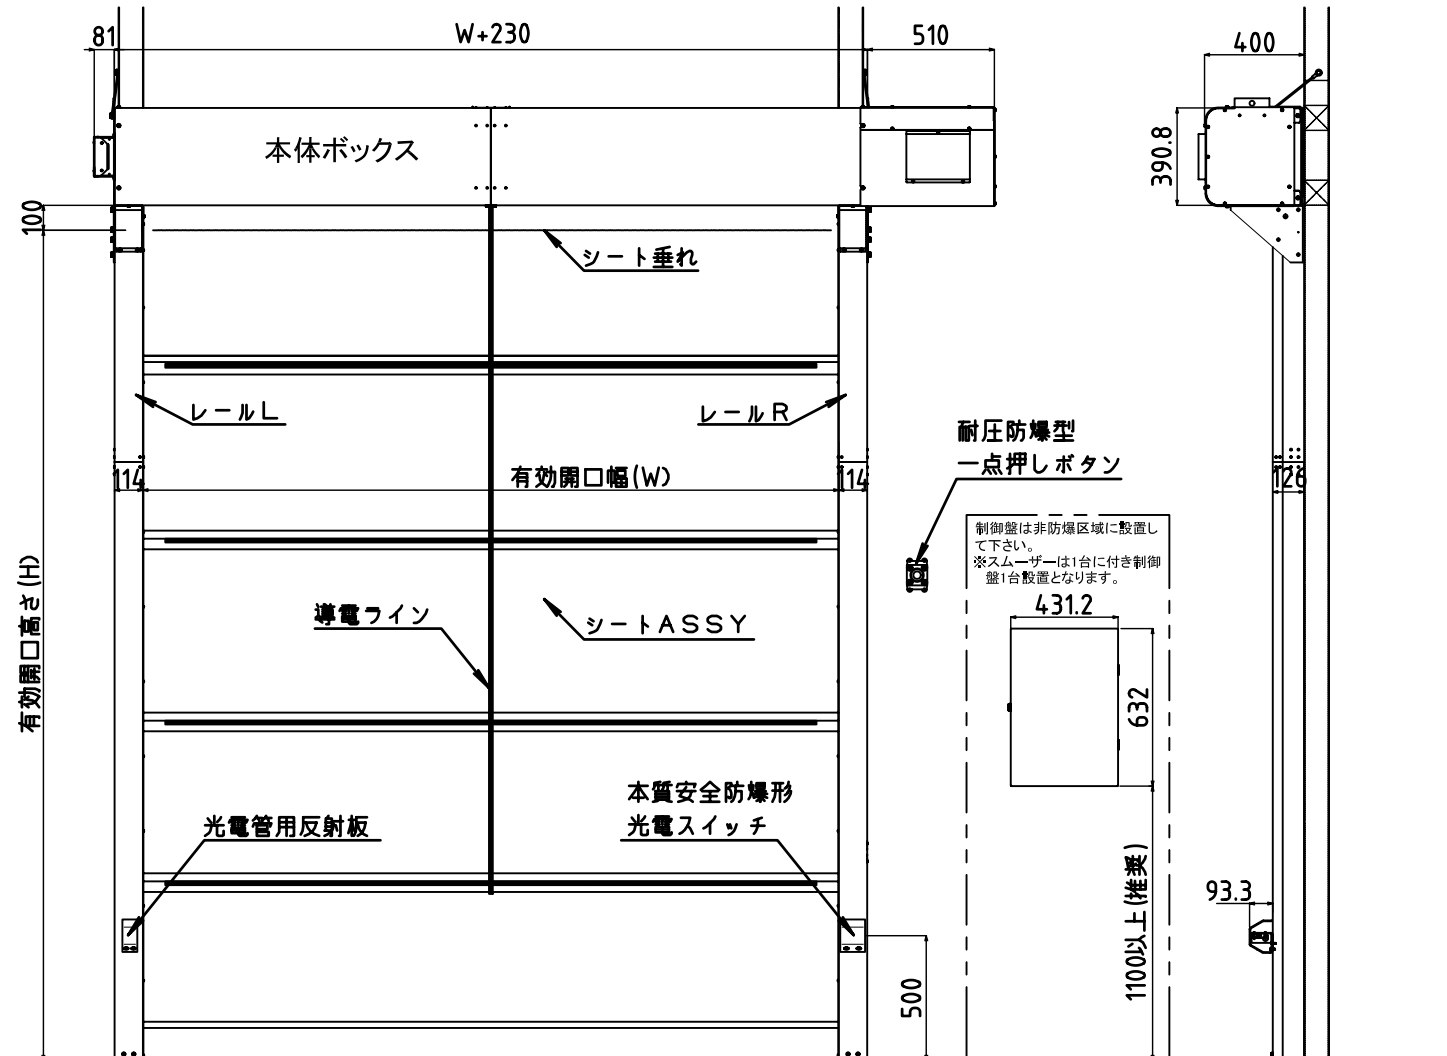 81
W+230
510
400
本体ボックス
390.8
100
シート垂れ
レールL
レールR
耐圧防爆型
一点押しボタン
114
有効開口幅(W)
114
126
制御盤は非防爆区域に設置し
て下さい。
※スムーザーは1台に付き制御
盤1台設置となります。
431.2
有効開口高さ(H)
導電ライン
シートASSY
632
本質安全防爆形
光電スイッチ
光電管用反射板
1100以上(推奨)
93.3
500